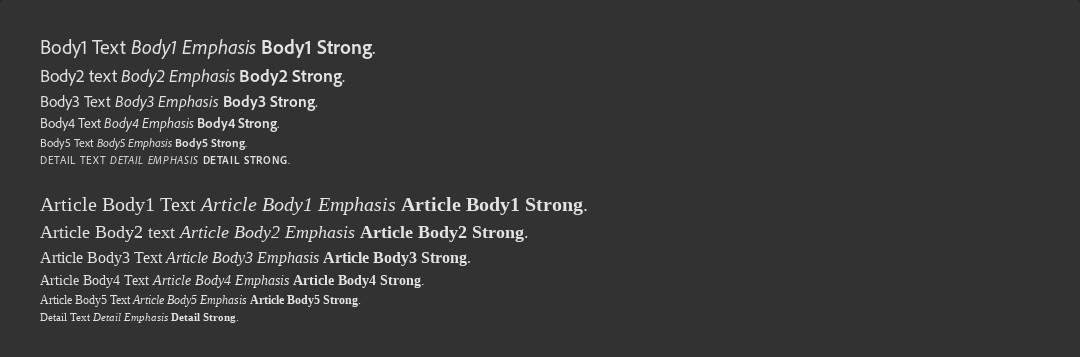 Body1 Text Body1 Emphasis Body1 Strong.
Body2 text Body2 Emphasis Body2 Strong.
Body3 Text Body3 Emphasis Body3 Strong.
Body4 Text Body4 Emphasis Body4 Strong.
Body5 Text Body5 Emphasis Body5 Strong.
DETAIL TEXT DETAIL EMPHASIS DETAIL STRONG.
Article Body1 Text Article Body1 Emphasis Article Body1 Strong.
Article Body2 text Article Body2 Emphasis Article Body2 Strong.
Article Body3 Text Article Body3 Emphasis Article Body3 Strong.
Article Body4 Text Article Body4 Emphasis Article Body4 Strong.
Article Body5 Text Article Body5 Emphasis Article Body5 Strong.
Detail Text Detail Emphasis Detail Strong.